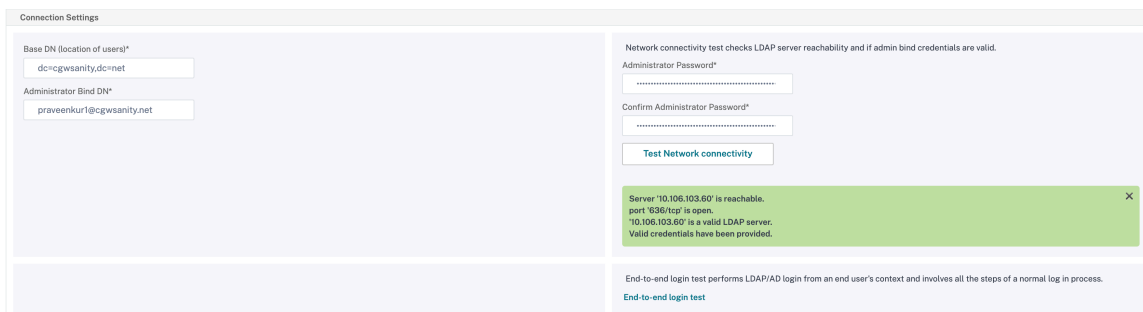 Connection Settings
Base DN (location of users)*
dc=cgwsanity,dc=net
Administrator Bind DN*
praveenkur1@cgwsanity.net
Network connectivity test checks LDAP server reachability and if admin bind credentials are valid.
Administrator Password*
Confirm Administrator Password*
Test Network connectivity
Server '10.106.103.60' is reachable.
port '636/tcp' is open.
'10.106.103.60' is a valid LDAP server.
Valid credentials have been provided.
End-to-end login test performs LDAP/AD login from an end user's context and involves all the steps of a normal log in process.
End-to-end login test